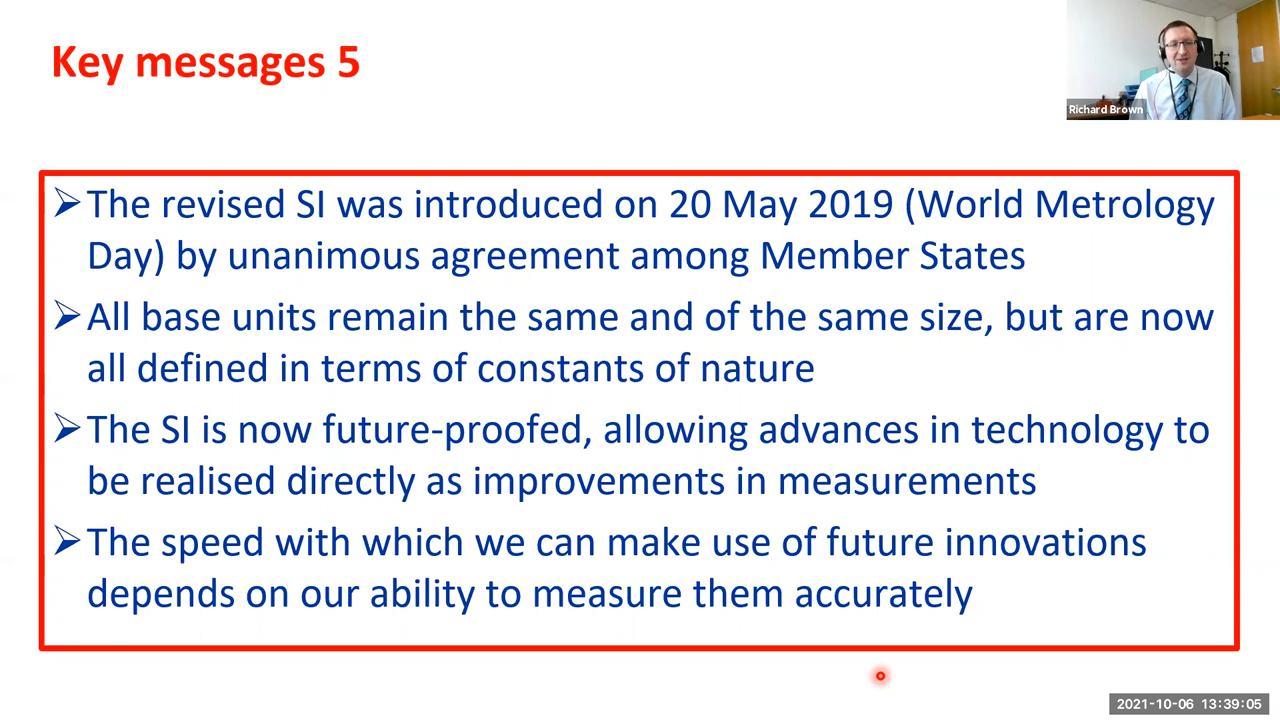 Key messages 5
Richard Brown
➢The revised SI was introduced on 20 May 2019 (World Metrology
Day) by unanimous agreement among Member States
➢All base units remain the same and of the same size, but are now
all defined in terms of constants of nature
➢The SI is now future-proofed, allowing advances in technology to
be realised directly as improvements in measurements
➢The speed with which we can make use of future innovations
depends on our ability to measure them accurately
2021-10-06 13:39:05